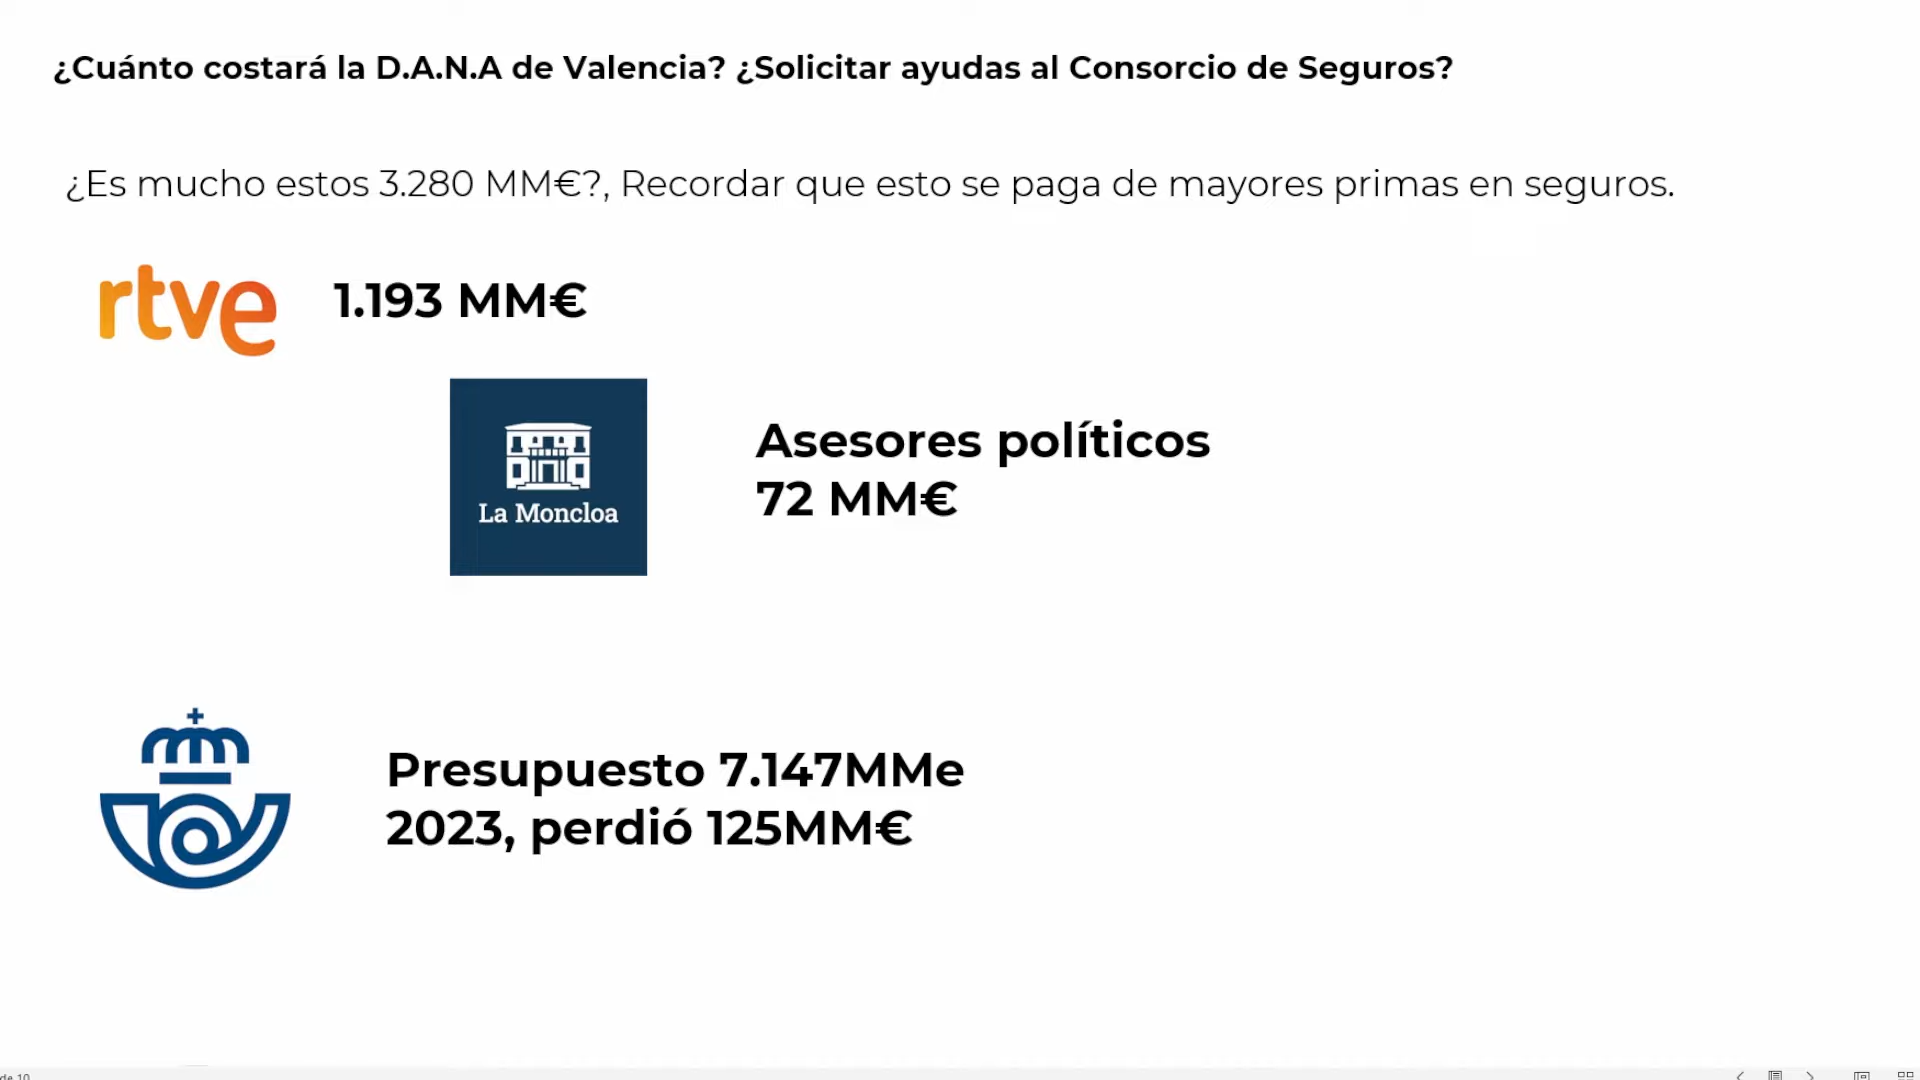 ¿Cuánto costará la D.A.N.A de Valencia? ¿Solicitar ayudas al Consorcio de Seguros?
¿Es mucho estos 3.280 MM€?, Recordar que esto se paga de mayores primas en seguros.
rtve
1.193 MM€
La Moncloa
Asesores políticos
72 MM€
Presupuesto 7.147MMe
2023, perdió 125MM€
de 10